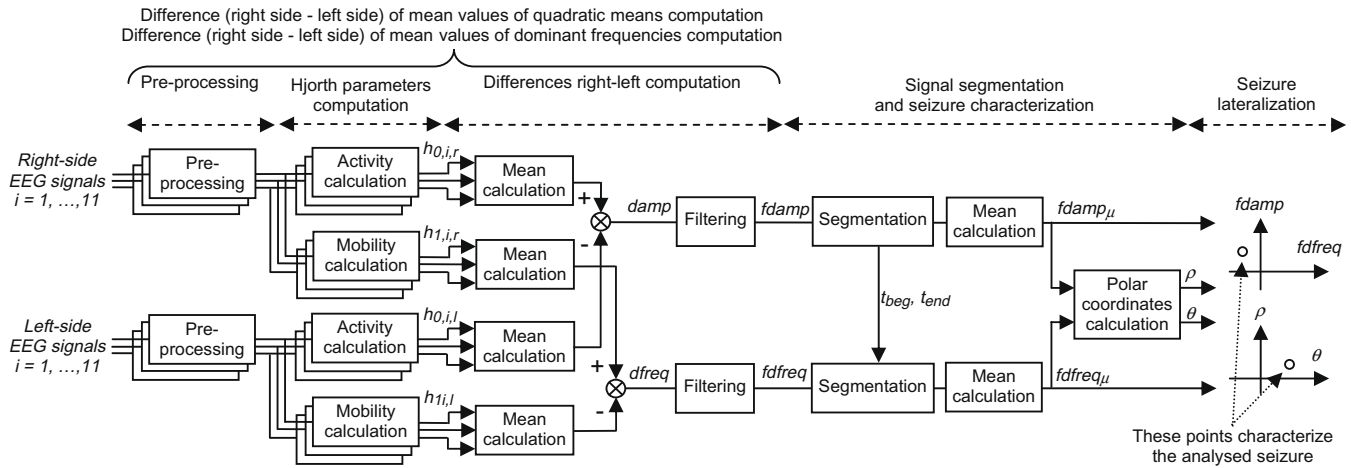 Difference (right side - left side) of mean values of quadratic means computation
Difference (right side - left side) of mean values of dominant frequencies computation
Pre-processing
Hjorth parameters
computation
Differences right-left computation
Signal segmentation
and seizure characterization
Seizure
lateralization
Right-side
EEG signals
i = 1, …,11
Pre-
processing
Activity
calculation
h0,i,r
Mean
calculation
+
-
damp
Filtering
fdamp
Segmentation
Mean
calculation
fdampμ
fdamp
fdfreq
Mobility
calculation
h1,i,r
Mean
calculation
tbeg, tend
Polar
coordinates
calculation
ρ
θ
Left-side
EEG signals
i = 1, …,11
Pre-
processing
Activity
calculation
h0,i,l
Mean
calculation
+
-
dfreq
Filtering
fdfreq
Segmentation
Mean
calculation
fdfreqμ
ρ
θ
Mobility
calculation
h1i,l
Mean
calculation
These points characterize
the analysed seizure